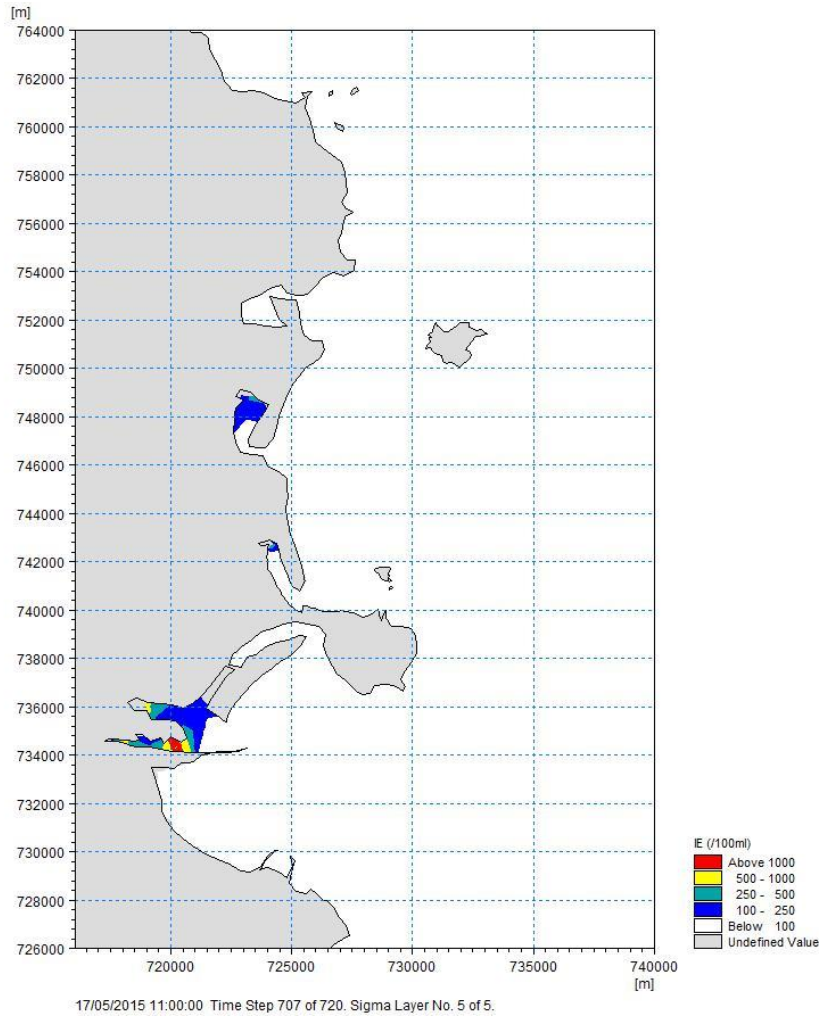 [m]
764000
762000
760000
758000
756000
754000
752000
750000
748000
746000
744000
742000
740000
738000
736000
734000
732000
730000
728000
726000
720000 725000 730000 735000 740000
[m]
IE (/100ml)
Above 1000
500 - 1000
250 - 500
100 - 250
Below 100
Undefined Value
17/05/2015 11:00:00 Time Step 707 of 720. Sigma Layer No. 5 of 5.